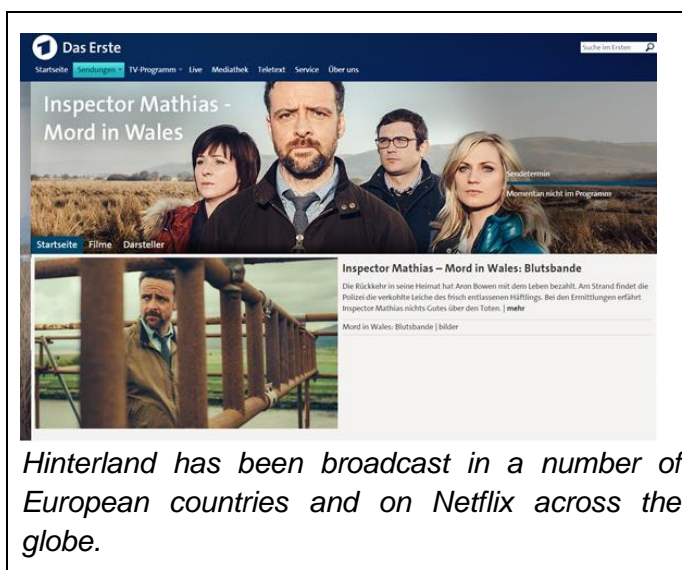 Das Erste
Suche im Ersten
Startseite Sendungen TV-Programm Live Mediathek Teletext Service Über uns
Inspector Mathias -
Mord in Wales
Sendetermin
Momentan nicht im Programm
Startseite Filme Darsteller
Inspector Mathias – Mord in Wales: Blutsbande
Die Rückkehr in seine Heimat hat Aron Bowen mit dem Leben bezahlt. Am Strand findet die
Polizei die verkohlte Leiche des frisch entlassenen Häftlings. Bei den Ermittlungen erfährt
Inspector Mathias nichts Gutes über den Toten. | mehr
Mord in Wales: Blutsbande | bilder
Hinterland has been broadcast in a number of
European countries and on Netflix across the
globe.